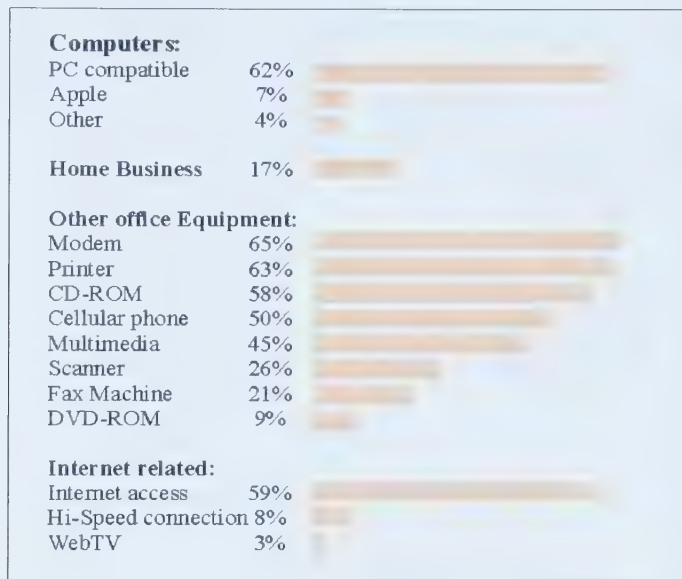 Computers:
PC compatible 62%
Apple 7%
Other 4%
Home Business 17%
Other office Equipment:
Modem 65%
Printer 63%
CD-ROM 58%
Cellular phone 50%
Multimedia 45%
Scanner 26%
Fax Machine 21%
DVD-ROM 9%
Internet related:
Internet access 59%
Hi-Speed connection 8%
WebTV 3%